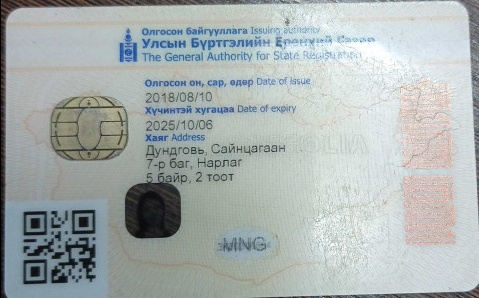 Олгосон байгууллага Issuing authority
Улсын Бүртгэлийн Ерөнхий Газар
The General Authority for State Registration
Олгосон он, сар, өдөр Date of issue
2018/08/10
Хүчинтэй хугацаа Date of expiry
2025/10/06
Хаяг Address
Дундговь, Сайнцагаан
7-р баг, Нарлаг
5 байр, 2 тоот
MNG